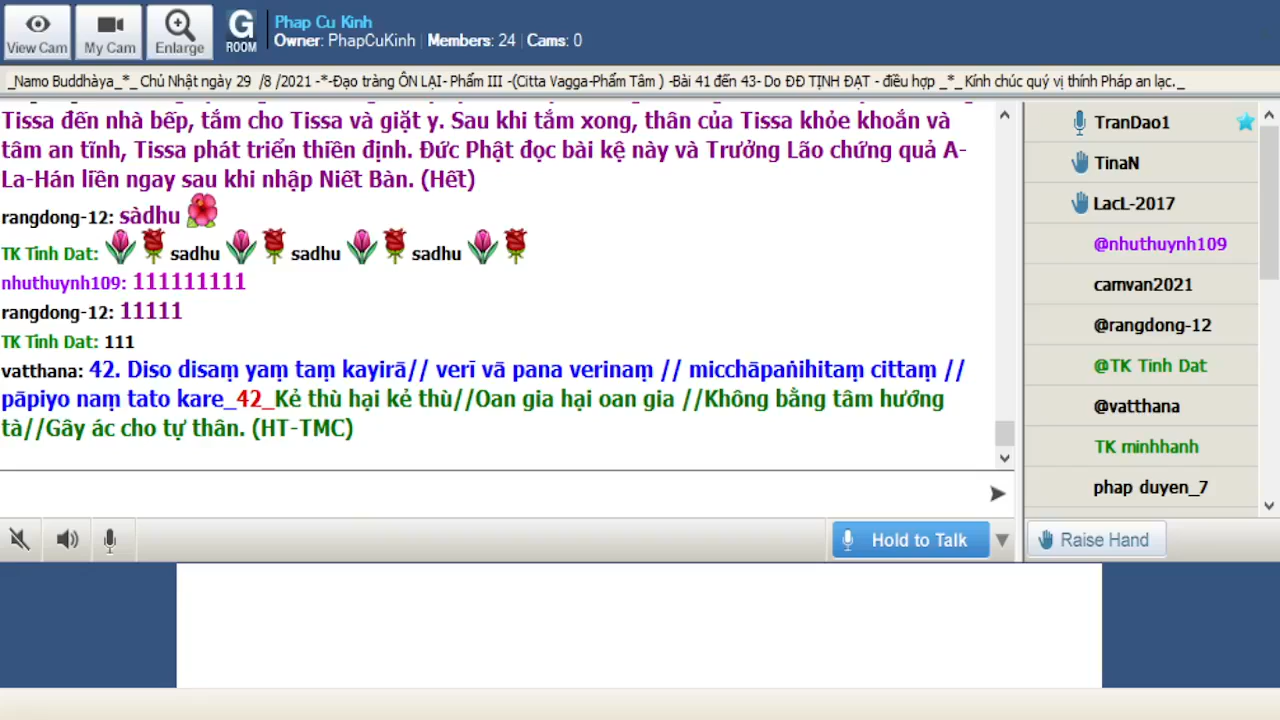 View Cam
My Cam
Enlarge
G
ROOM
Phap Cu Kinh
Owner: PhapCuKinh | Members: 24 | Cams: 0
_Namo Buddhàya_*_ Chủ Nhật ngày 29 /8 /2021 -*-Đạo tràng ÔN LẠI- Phẩm III -(Citta Vagga-Phẩm Tâm ) -Bài 41 đến 43- Do ĐĐ TỊNH ĐẠT - điều hợp _*_ Kính chúc quý vị thính Pháp an lạc._
Tissa đến nhà bếp, tắm cho Tissa và giặt y. Sau khi tắm xong, thân của Tissa khỏe khoắn và
tâm an tĩnh, Tissa phát triển thiền định. Đức Phật đọc bài kệ này và Trưởng Lão chứng quả A-
La-Hán liền ngay sau khi nhập Niết Bàn. (Hết)
rangdong-12: sàdhu
TK Tinh Dat: sadhu sadhu sadhu
nhuthuynh109: 111111111
rangdong-12: 11111
TK Tinh Dat: 111
vatthana: 42. Diso disaṃ yaṃ taṃ kayirā// verī vā pana verinaṃ // micchāpaṅihitaṃ cittaṃ //
pāpiyo naṃ tato kare_42_Kẻ thù hại kẻ thù//Oan gia hại oan gia //Không bằng tâm hướng
tà//Gây ác cho tự thân. (HT-TMC)
Hold to Talk
TranDao1
TinaN
LacL-2017
@nhuthuynh109
camvan2021
@rangdong-12
@TK Tinh Dat
@vatthana
TK minhhanh
phap duyen_7
Raise Hand